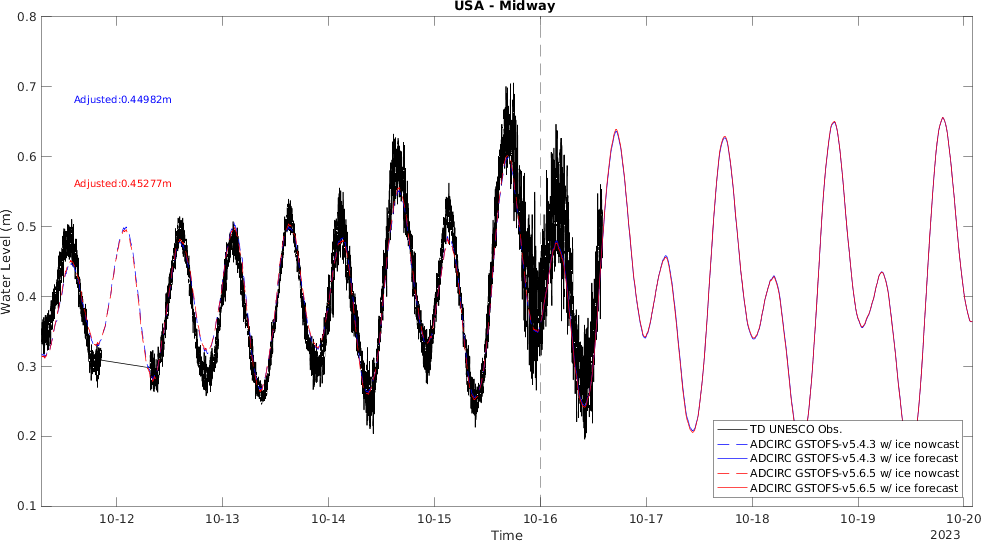 USA - Midway
0.8
0.7
0.6
0.5
0.4
0.3
0.2
0.1
Water Level (m)
Adjusted:0.44982m
Adjusted:0.45277m
TD UNESCO Obs.
ADCIRC GSTOFS-v5.4.3 w/ ice nowcast
ADCIRC GSTOFS-v5.4.3 w/ ice forecast
ADCIRC GSTOFS-v5.6.5 w/ ice nowcast
ADCIRC GSTOFS-v5.6.5 w/ ice forecast
10-12 10-13 10-14 10-15 10-16 10-17 10-18 10-19 10-20
Time
2023